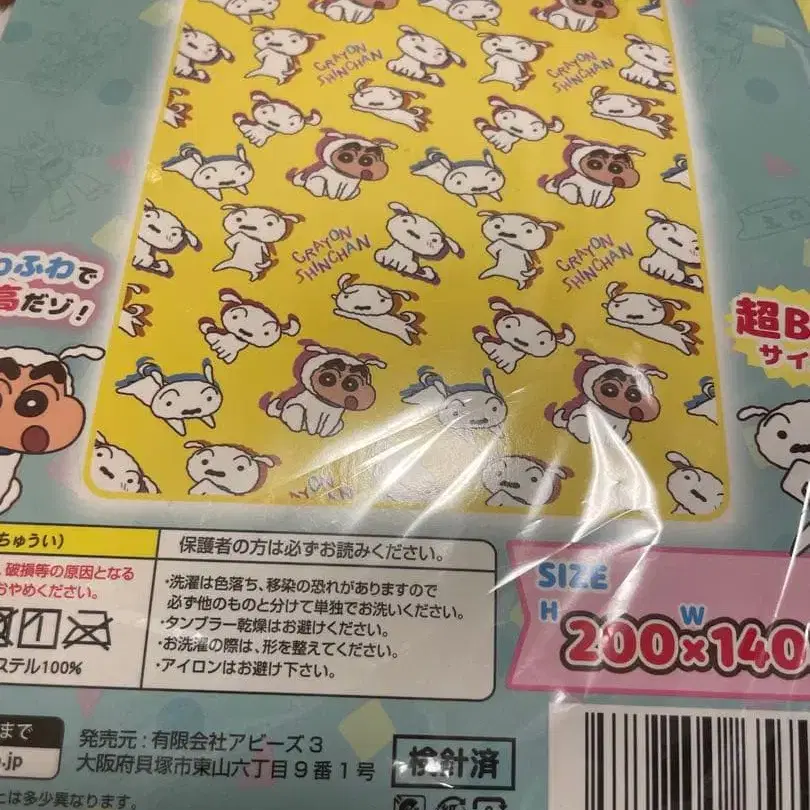 CRAYON
SHINCHAN
CRAYON
SHINCHAN
CRAYON
SHINCHAN
CRAYON
SHINCHAN
わふわで
高だゾ！
超B
サイ
ちゅうい）
保護者の方は必ずお読みください。
破損等の原因となる
おやめください。
・洗濯は色落ち、移染の恐れがありますので
必ず他のものと分けて単独でお洗いください。
・タンブラー乾燥はお避けください。
・お洗濯の際は、形を整えてください。
・アイロンはお避け下さい。
ステル100%
SIZE
H W
200×140
まで
.jp
発売元：有限会社アビーズ3
大阪府貝塚市東山六丁目9番1号
検針済
とは多少異なります。